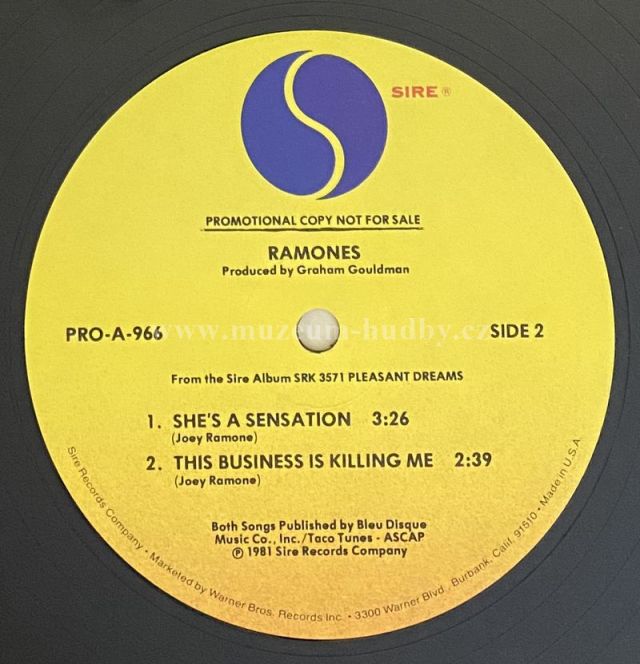 SIRE ®
PROMOTIONAL COPY NOT FOR SALE
RAMONES
Produced by Graham Gouldman
PRO-A-966
www.muzeum-hudby.cz
SIDE 2
From the Sire Album SRK 3571 PLEASANT DREAMS
1. SHE'S A SENSATION 3:26
(Joey Ramone)
2. THIS BUSINESS IS KILLING ME 2:39
(Joey Ramone)
Both Songs Published by Bleu Disque
Music Co., Inc./Taco Tunes - ASCAP
℗ 1981 Sire Records Company
Sire Records Company • Marketed by Warner Bros. Records Inc. • 3300 Warner Blvd., Burbank, Calif. 91510 • Made in U.S.A.